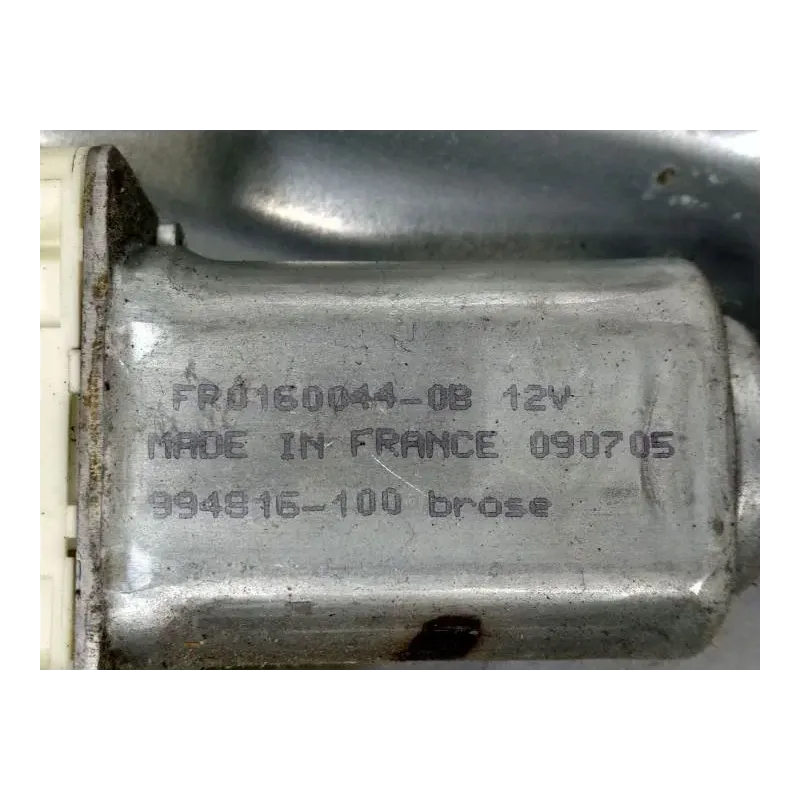 FR0160044-0B 12V
MADE IN FRANCE 090705
994816-100 brose